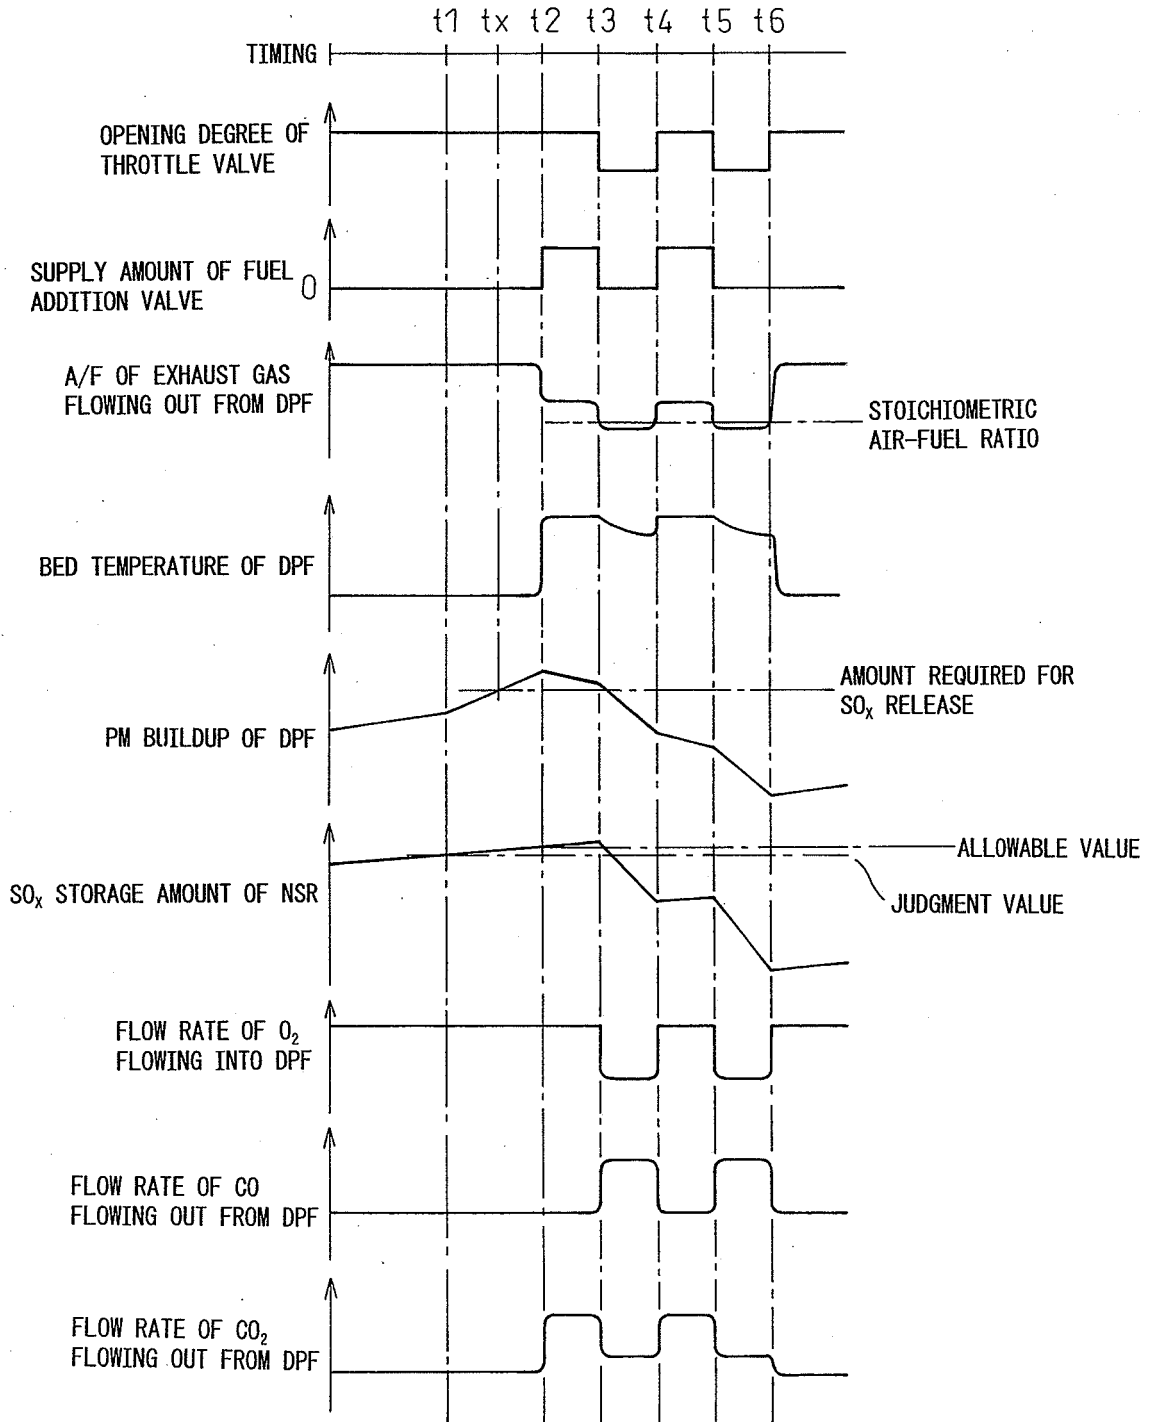 t1 tx t2 t3 t4 t5 t6
TIMING
OPENING DEGREE OF
THROTTLE VALVE
SUPPLY AMOUNT OF FUEL
ADDITION VALVE
0
A/F OF EXHAUST GAS
FLOWING OUT FROM DPF
STOICHIOMETRIC
AIR-FUEL RATIO
BED TEMPERATURE OF DPF
AMOUNT REQUIRED FOR
SOx RELEASE
PM BUILDUP OF DPF
ALLOWABLE VALUE
SOx STORAGE AMOUNT OF NSR
JUDGMENT VALUE
FLOW RATE OF O2
FLOWING INTO DPF
FLOW RATE OF CO
FLOWING OUT FROM DPF
FLOW RATE OF CO2
FLOWING OUT FROM DPF